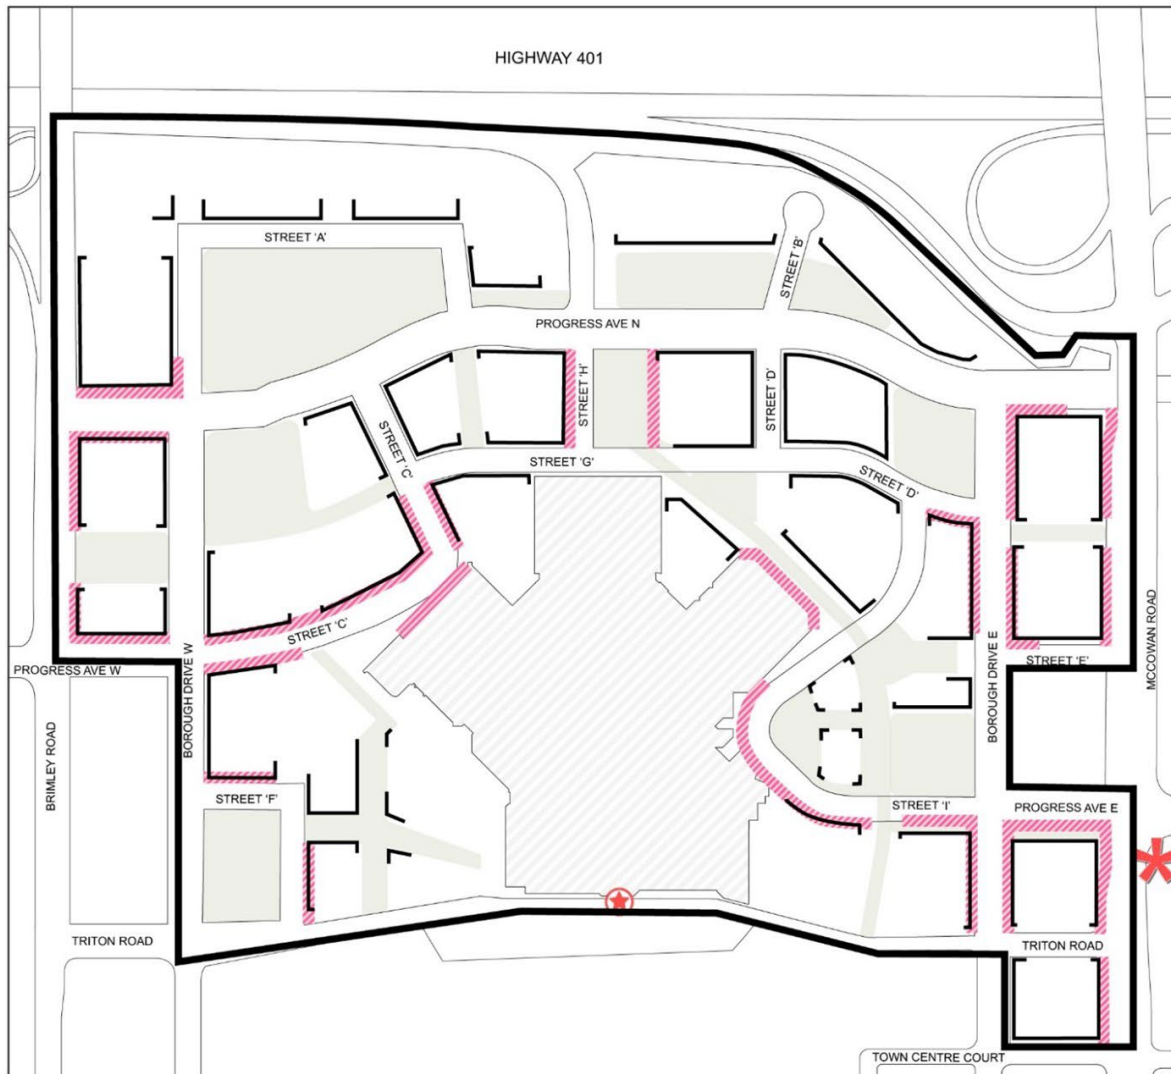 HIGHWAY 401
STREET 'A'
STREET 'B'
PROGRESS AVE N
STREET 'H'
STREET 'D'
STREET 'C'
STREET 'G'
STREET 'D'
STREET 'C'
PROGRESS AVE W
BOROUGH DRIVE W
BRIMLEY ROAD
STREET 'E'
BOROUGH DRIVE E
MCCOWAN ROAD
STREET 'F'
STREET 'I'
PROGRESS AVE E
TRITON ROAD
TRITON ROAD
TOWN CENTRE COURT